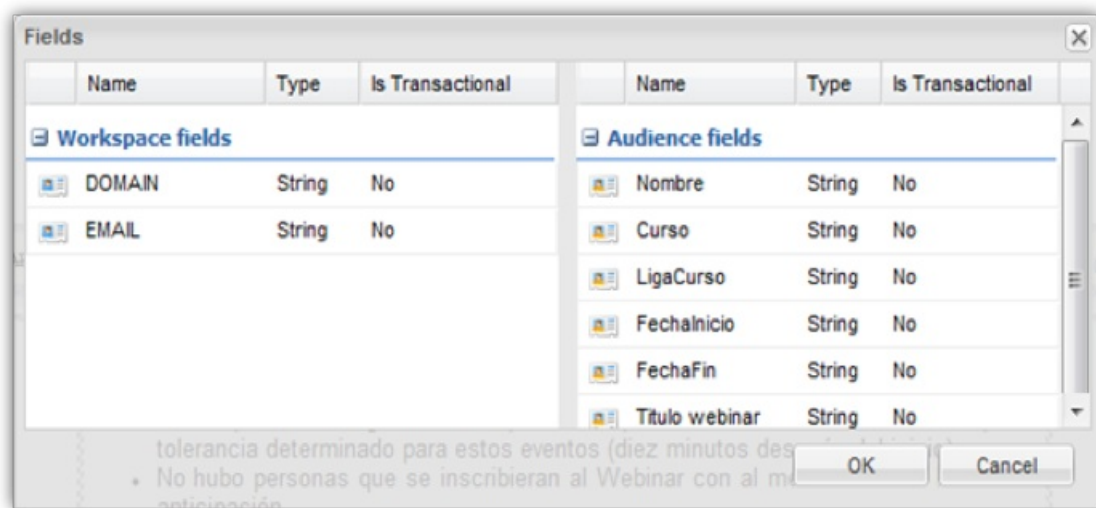 Fields
Name Type Is Transactional
Workspace fields
DOMAIN String No
EMAIL String No
Name Type Is Transactional
Audience fields
Nombre String No
Curso String No
LigaCurso String No
FechaInicio String No
FechaFin String No
Título webinar String No
tolerancia determinado para estos eventos (diez minutos
• No hubo personas que se inscribieran al Webinar con al
anticipación
OK Cancel